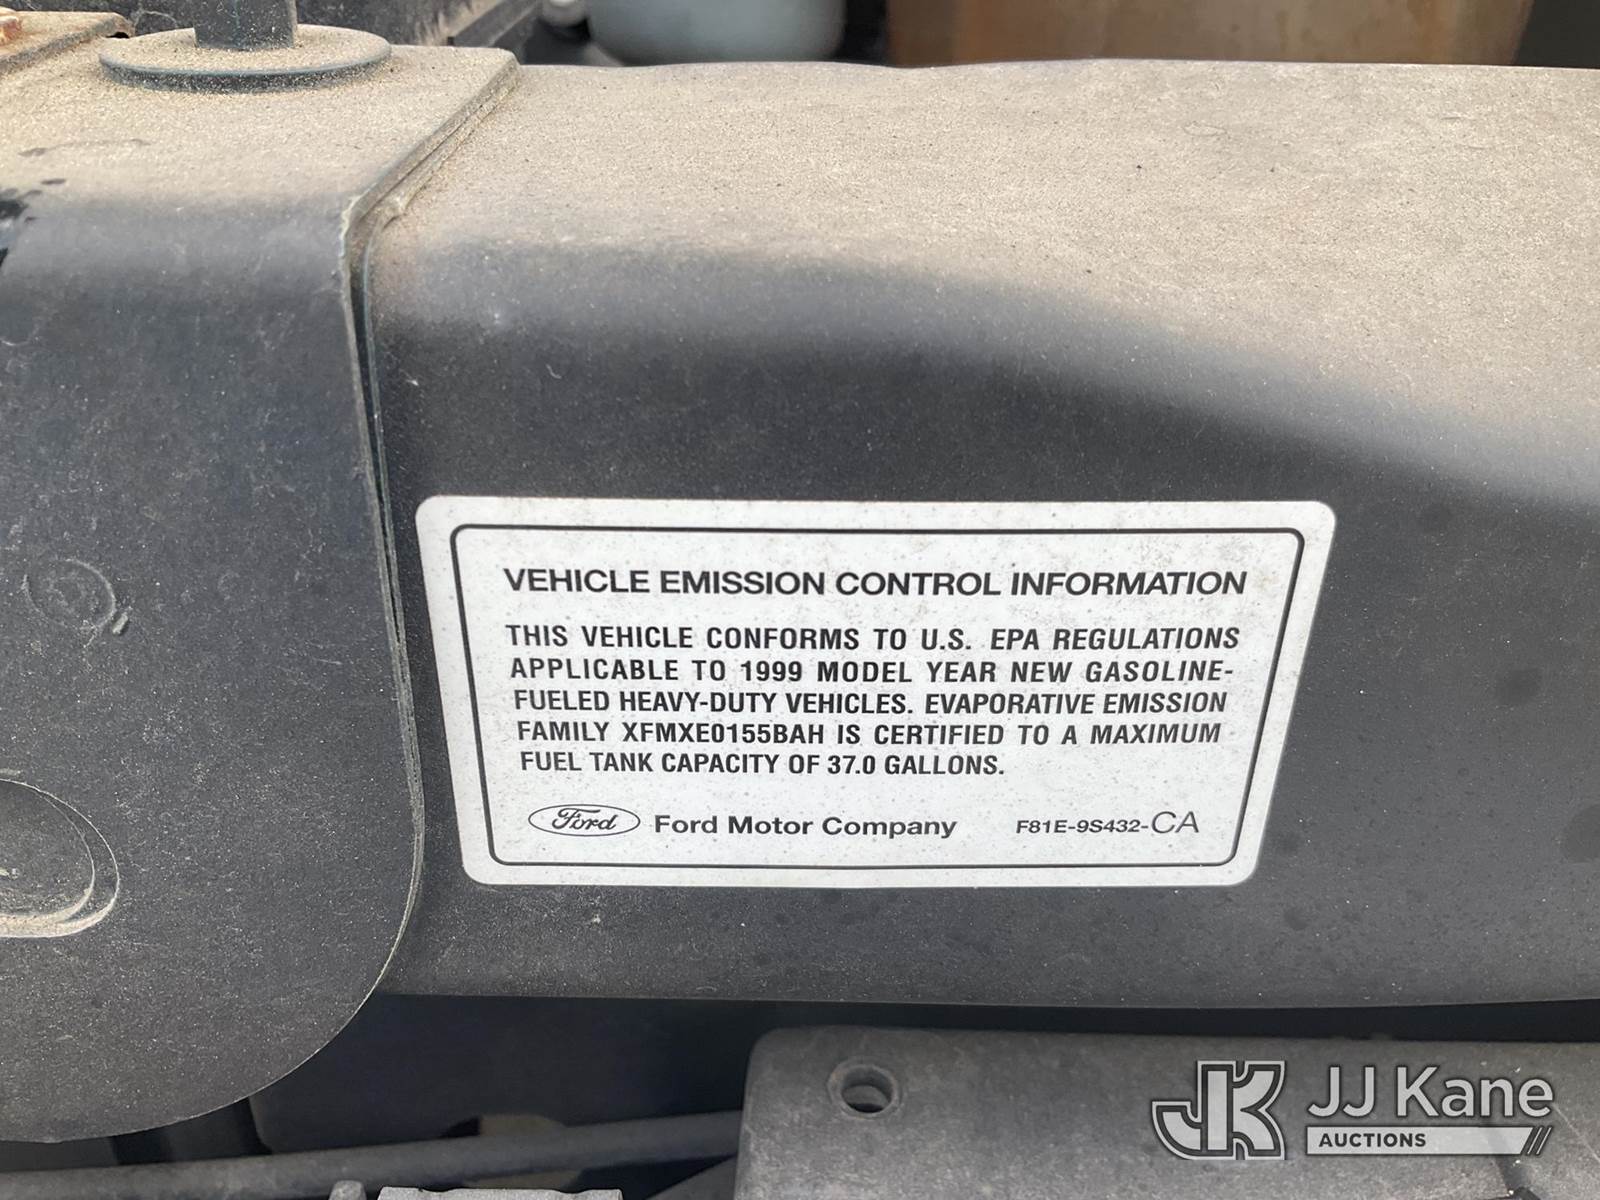 VEHICLE EMISSION CONTROL INFORMATION
THIS VEHICLE CONFORMS TO U.S. EPA REGULATIONS
APPLICABLE TO 1999 MODEL YEAR NEW GASOLINE-
FUELED HEAVY-DUTY VEHICLES. EVAPORATIVE EMISSION
FAMILY XFMXE0155BAH IS CERTIFIED TO A MAXIMUM
FUEL TANK CAPACITY OF 37.0 GALLONS.
Ford Ford Motor Company F81E-9S432-CA
JK JJ Kane
AUCTIONS